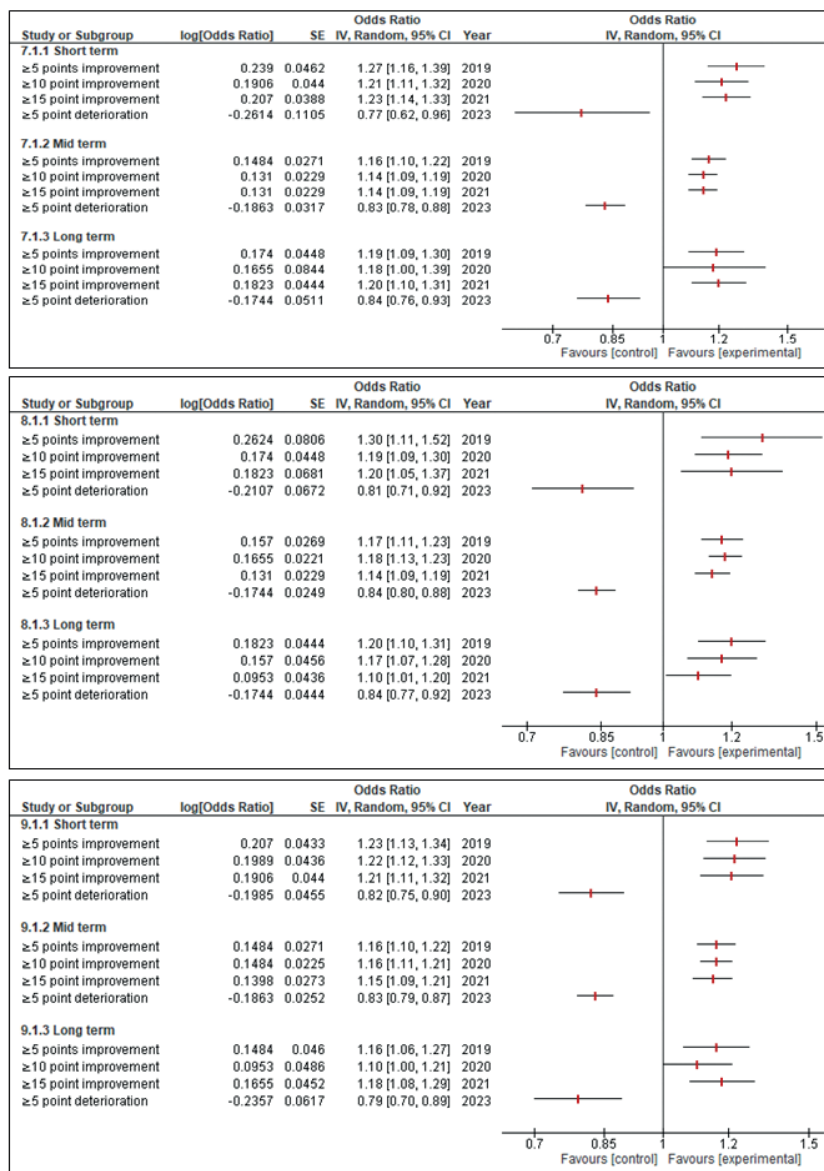 Odds Ratio Odds Ratio
Study or Subgroup log[Odds Ratio] SE IV, Random, 95% CI Year IV, Random, 95% CI
7.1.1 Short term
≥5 points improvement 0.239 0.0462 1.27 [1.16, 1.39] 2019
≥10 points improvement 0.1906 0.044 1.21 [1.11, 1.32] 2020
≥15 points improvement 0.207 0.0388 1.23 [1.14, 1.33] 2021
≥5 point deterioration -0.2614 0.1105 0.77 [0.62, 0.96] 2023
7.1.2 Mid term
≥5 points improvement 0.1484 0.0271 1.16 [1.10, 1.22] 2019
≥10 points improvement 0.131 0.0229 1.14 [1.09, 1.19] 2020
≥15 points improvement 0.131 0.0229 1.14 [1.09, 1.19] 2021
≥5 point deterioration -0.1863 0.0317 0.83 [0.78, 0.88] 2023
7.1.3 Long term
≥5 points improvement 0.174 0.0448 1.19 [1.09, 1.30] 2019
≥10 point improvement 0.1655 0.0844 1.18 [1.00, 1.39] 2020
≥15 point improvement 0.1823 0.0444 1.20 [1.10, 1.31] 2021
≥5 point deterioration -0.1744 0.0511 0.84 [0.76, 0.93] 2023
0.7 0.85 1 1.2 1.5
Favours [control] Favours [experimental]
Odds Ratio Odds Ratio
Study or Subgroup log[Odds Ratio] SE IV, Random, 95% CI Year IV, Random, 95% CI
8.1.1 Short term
≥5 points improvement 0.2624 0.0806 1.30 [1.11, 1.52] 2019
≥10 point improvement 0.174 0.0448 1.19 [1.09, 1.30] 2020
≥15 point improvement 0.1823 0.0681 1.20 [1.05, 1.37] 2021
≥5 point deterioration -0.2107 0.0672 0.81 [0.71, 0.92] 2023
8.1.2 Mid term
≥5 points improvement 0.157 0.0269 1.17 [1.11, 1.23] 2019
≥10 point improvement 0.1655 0.0221 1.18 [1.13, 1.23] 2020
≥15 point improvement 0.131 0.0229 1.14 [1.09, 1.19] 2021
≥5 point deterioration -0.1744 0.0249 0.84 [0.80, 0.88] 2023
8.1.3 Long term
≥5 points improvement 0.1823 0.0444 1.20 [1.10, 1.31] 2019
≥10 point improvement 0.157 0.0456 1.17 [1.07, 1.28] 2020
≥15 point improvement 0.0953 0.0436 1.10 [1.01, 1.20] 2021
≥5 point deterioration -0.1744 0.0444 0.84 [0.77, 0.92] 2023
0.7 0.85 1 1.2 1.5
Favours [control] Favours [experimental]
Odds Ratio Odds Ratio
Study or Subgroup log[Odds Ratio] SE IV, Random, 95% CI Year IV, Random, 95% CI
9.1.1 Short term
≥5 points improvement 0.207 0.0433 1.23 [1.13, 1.34] 2019
≥10 point improvement 0.1989 0.0436 1.22 [1.12, 1.33] 2020
≥15 point improvement 0.1906 0.044 1.21 [1.11, 1.32] 2021
≥5 point deterioration -0.1985 0.0455 0.82 [0.75, 0.90] 2023
9.1.2 Mid term
≥5 points improvement 0.1484 0.0271 1.16 [1.10, 1.22] 2019
≥10 point improvement 0.1484 0.0225 1.16 [1.11, 1.21] 2020
≥15 point improvement 0.1398 0.0273 1.15 [1.09, 1.21] 2021
≥5 point deterioration -0.1863 0.0252 0.83 [0.79, 0.87] 2023
9.1.3 Long term
≥5 points improvement 0.1484 0.046 1.16 [1.06, 1.27] 2019
≥10 point improvement 0.0953 0.0486 1.10 [1.00, 1.21] 2020
≥15 point improvement 0.1655 0.0452 1.18 [1.08, 1.29] 2021
≥5 point deterioration -0.2357 0.0617 0.79 [0.70, 0.89] 2023
0.7 0.85 1 1.2 1.5
Favours [control] Favours [experimental]